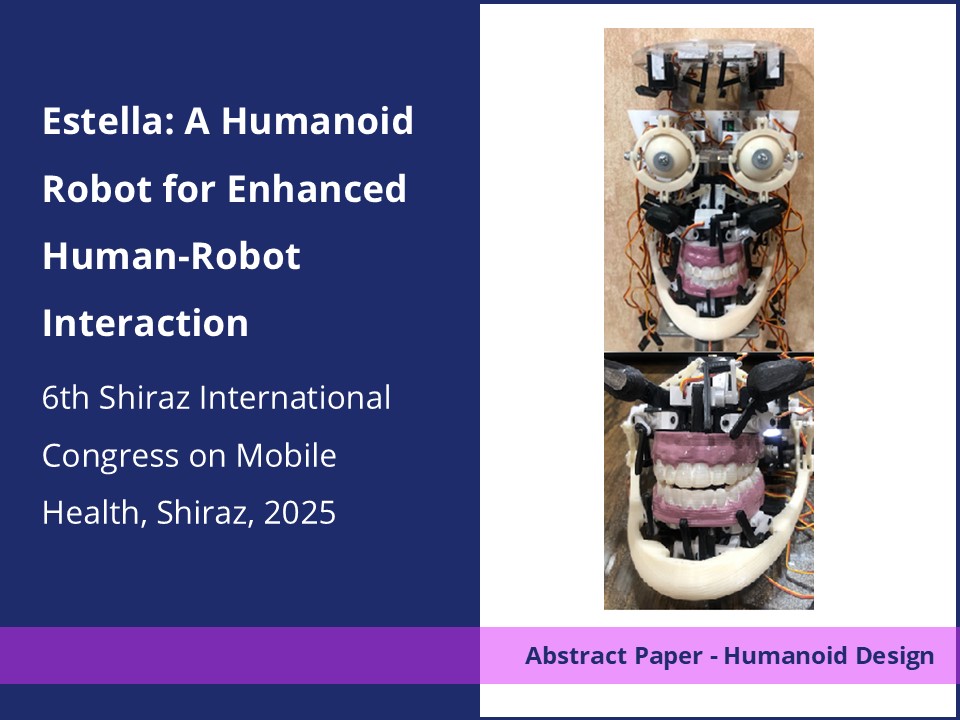 Estella: A Humanoid
Robot for Enhanced
Human-Robot
Interaction
6th Shiraz International
Congress on Mobile
Health, Shiraz, 2025
Abstract Paper - Humanoid Design